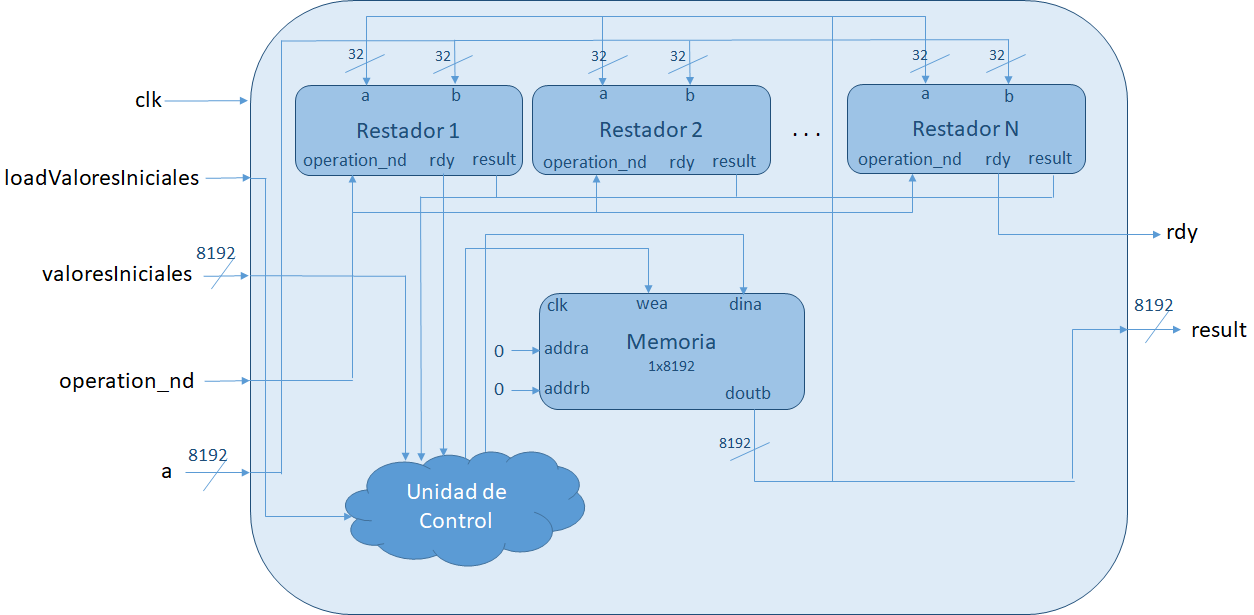 32
32
32
32
32
32
a
b
a
b
a
b
clk
Restador 1
Restador 2
...
Restador N
operation_nd rdy result
operation_nd rdy result
operation_nd rdy result
loadValoresIniciales
rdy
8192
valoresIniciales
clk
wea
dina
8192
result
0
addra
Memoria
1x8192
operation_nd
0
addrb
doutb
8192
8192
a
Unidad de
Control